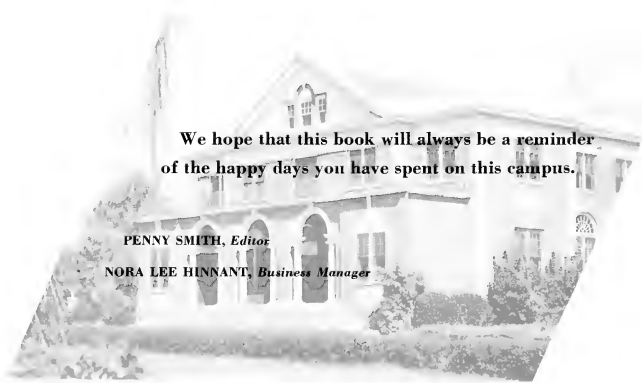 We hope that this book will always be a reminder
of the happy days you have spent on this campus.
PENNY SMITH, Editor
NORA LEE HINNANT, Business Manager